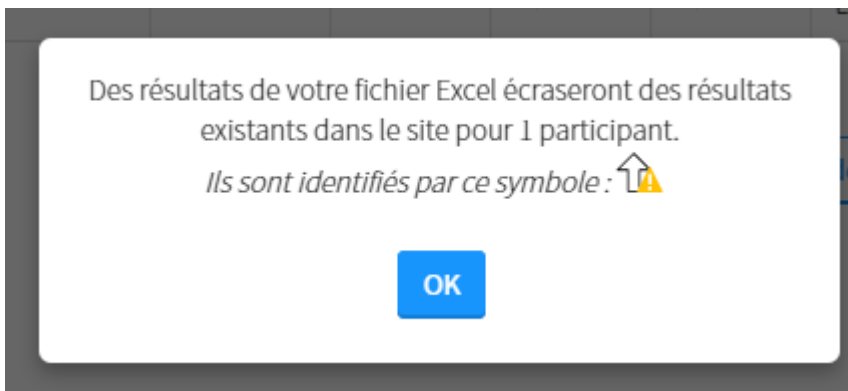 Des résultats de votre fichier Excel écraseront des résultats
existants dans le site pour 1 participant.
Ils sont identifiés par ce symbole :
OK